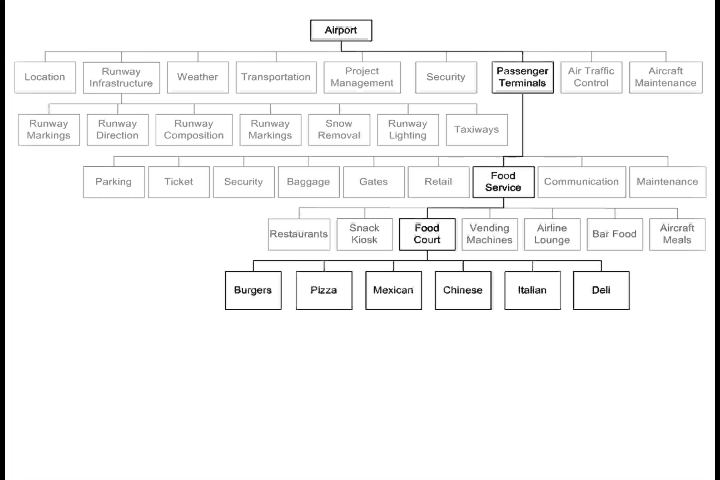 Airport
Location
Runway
Infrastructure
Weather
Transportation
Project
Management
Security
Passenger
Terminals
Air Traffic
Control
Aircraft
Maintenance
Runway
Markings
Runway
Direction
Runway
Composition
Runway
Markings
Snow
Removal
Runway
Lighting
Taxiways
Parking
Ticket
Security
Baggage
Gates
Retail
Food
Service
Communication
Maintenance
Restaurants
Snack
Kiosk
Food
Court
Vending
Machines
Airline
Lounge
Bar Food
Aircraft
Meals
Burgers
Pizza
Mexican
Chinese
Italian
Deli